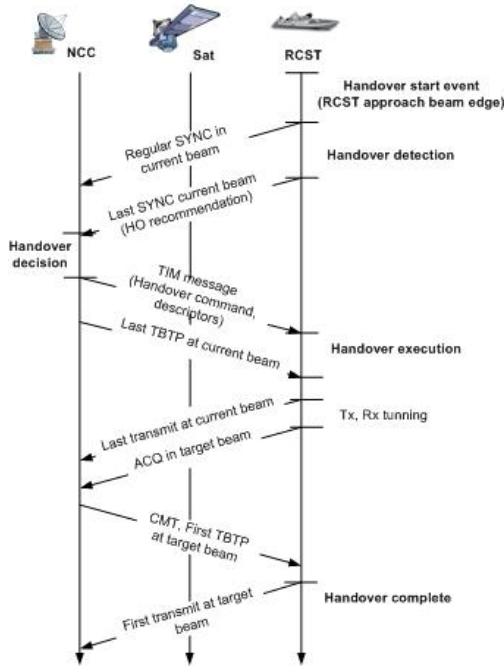 NCC
Sat
RCST
Handover start event
(RCST approach beam edge)
Regular SYNC in
current beam
Handover detection
Last SYNC current beam
(HO recommendation)
Handover
decision
TIM message
(Handover command,
descriptors)
Last TBTP at current beam
Handover execution
Last transmit at current beam
Tx, Rx tunning
ACQ in target beam
CMT, First TBTP
at target beam
Handover complete
First transmit at target
beam